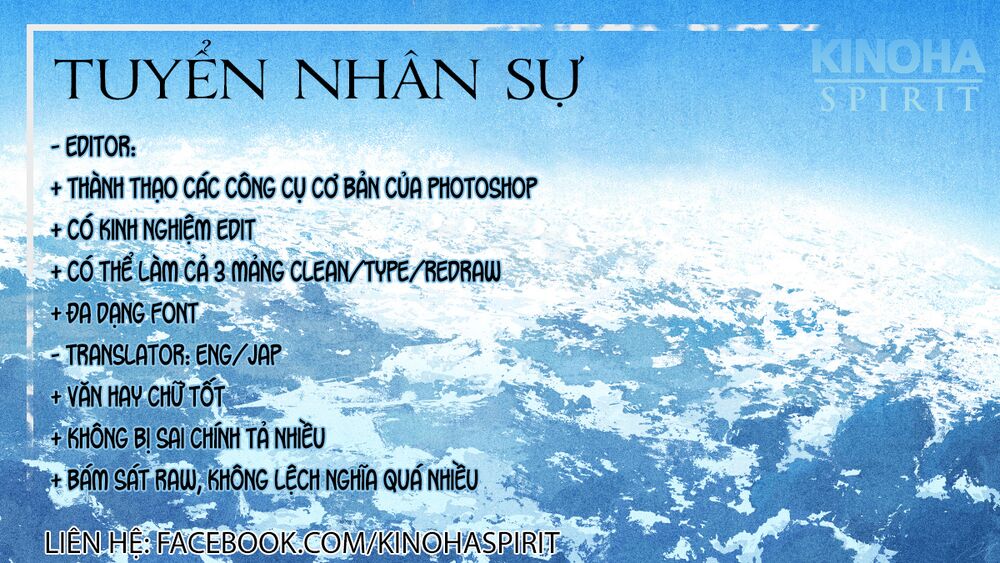 TUYỂN NHÂN SỰ
KINOHA
SPIRIT
- EDITOR:
+ THÀNH THẠO CÁC CÔNG CỤ CƠ BẢN CỦA PHOTOSHOP
+ CÓ KINH NGHIỆM EDIT
+ CÓ THỂ LÀM CẢ 3 MẢNG CLEAN/TYPE/REDRAW
+ ĐA DẠNG FONT
- TRANSLATOR: ENG/JAP
+ VĂN HAY CHỮ TỐT
+ KHÔNG BỊ SAI CHÍNH TẢ NHIỀU
+ BÁM SÁT RAW, KHÔNG LỆCH NGHĨA QUÁ NHIỀU
LIÊN HỆ: FACEBOOK.COM/KINOHASPIRIT